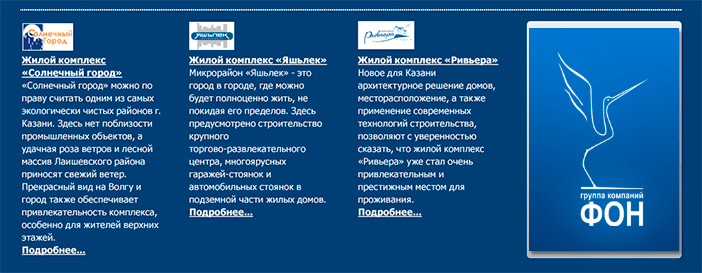 Солнечный
Город
Жилой комплекс
«Солнечный город»
«Солнечный город» можно по
праву считать одним из самых
экологически чистых районов г.
Казани. Здесь нет поблизости
промышленных объектов, а
удачная роза ветров и лесной
массив Лаишевского района
приносят свежий ветер.
Прекрасный вид на Волгу и
город также обеспечивает
привлекательность комплекса,
особенно для жителей верхних
этажей.
Подробнее...
ЯШЬЛЕК
Жилой комплекс «Яшьлек»
Микрорайон «Яшьлек» - это
город в городе, где можно
будет полноценно жить, не
покидая его пределов. Здесь
предусмотрено строительство
крупного
торгово-развлекательного
центра, многоярусных
гаражей-стоянок и
автомобильных стоянок в
подземной части жилых домов.
Подробнее...
Ривьера
Жилой комплекс «Ривьера»
Новое для Казани
архитектурное решение домов,
месторасположение, а также
применение современных
технологий строительства,
позволяют с уверенностью
сказать, что жилой комплекс
«Ривьера» уже стал очень
привлекательным и
престижным местом для
проживания.
Подробнее...
группа компаний
ФОН